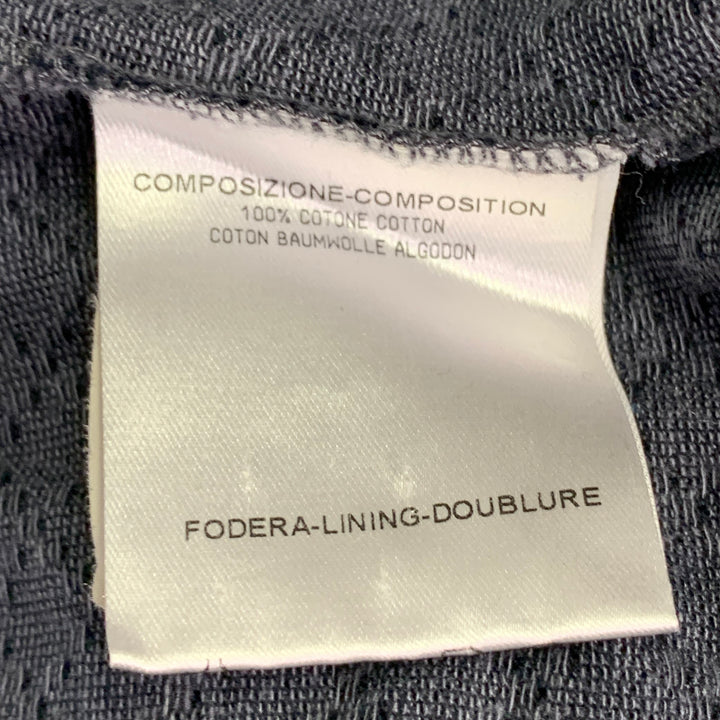 COMPOSIZIONE-COMPOSITION
100% COTONE COTTON
COTON BAUMWOLLE ALGODON
FODERA-LINING-DOUBLURE